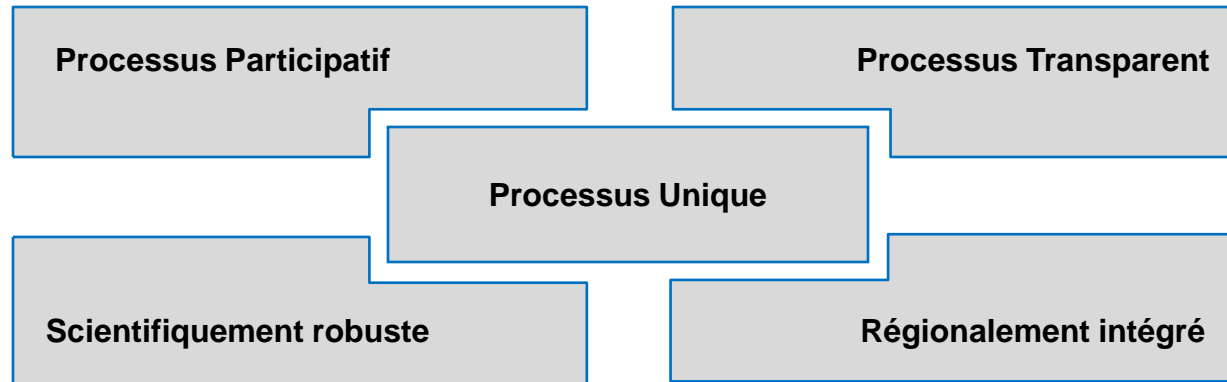 Processus Participatif
Processus Transparent
Processus Unique
Scientifiquement robuste
Régionalement intégré